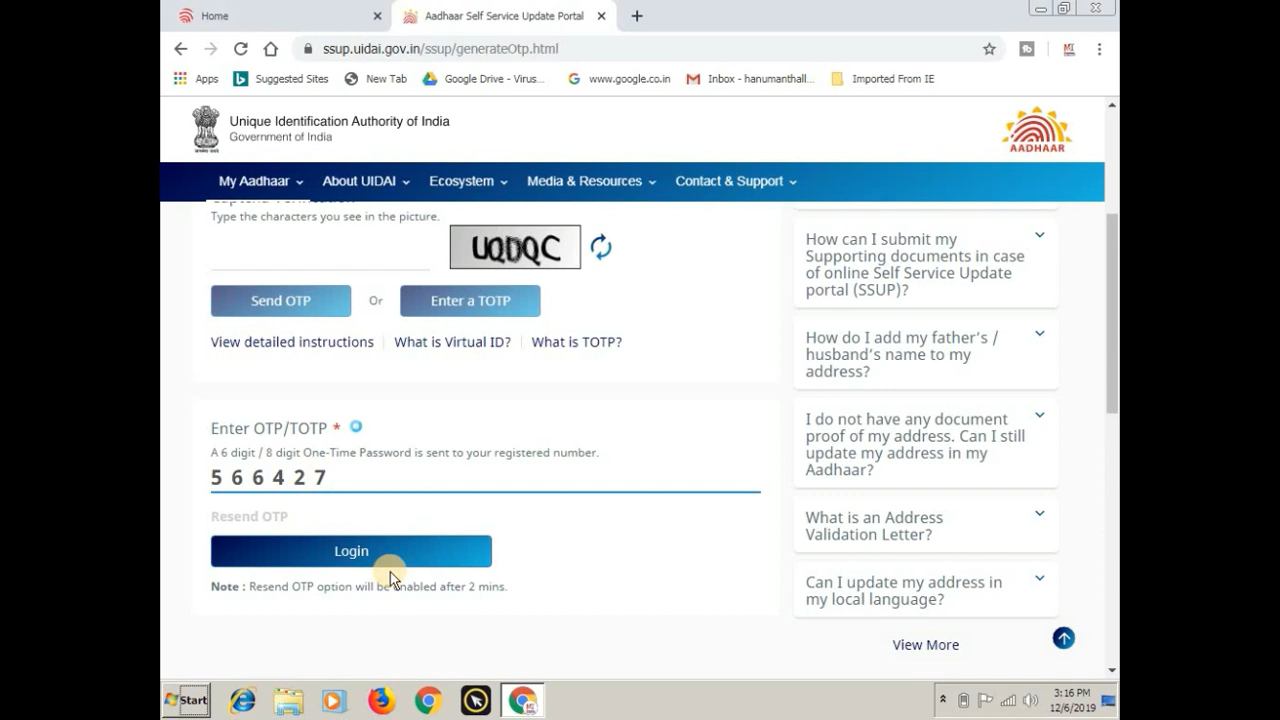 Home
Aadhaar Self Service Update Portal
ssup.uidai.gov.in/ssup/generateOtp.html
Apps
Suggested Sites
New Tab
Google Drive - Virus...
www.google.co.in
Inbox - hanumanthall...
Imported From IE
Unique Identification Authority of India
Government of India
AADHAAR
My Aadhaar
About UIDAI
Ecosystem
Media & Resources
Contact & Support
Type the characters you see in the picture.
UQDQC
Send OTP
Or
Enter a TOTP
View detailed instructions
What is Virtual ID?
What is TOTP?
Enter OTP/TOTP *
A 6 digit / 8 digit One-Time Password is sent to your registered number.
5 6 6 4 2 7
Resend OTP
Login
Note : Resend OTP option will be enabled after 2 mins.
How can I submit my
Supporting documents in case
of online Self Service Update
portal (SSUP)?
How do I add my father's /
husband's name to my
address?
I do not have any document
proof of my address. Can I still
update my address in my
Aadhaar?
What is an Address
Validation Letter?
Can I update my address in
my local language?
View More
Start
3:16 PM
12/6/2019